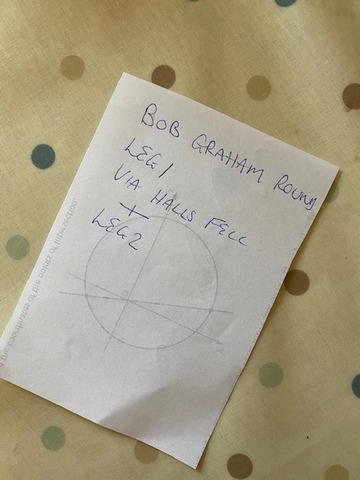 BOB GRAHAM ROUND
LEG 1
VIA HALLS FELL
+
LEG 2